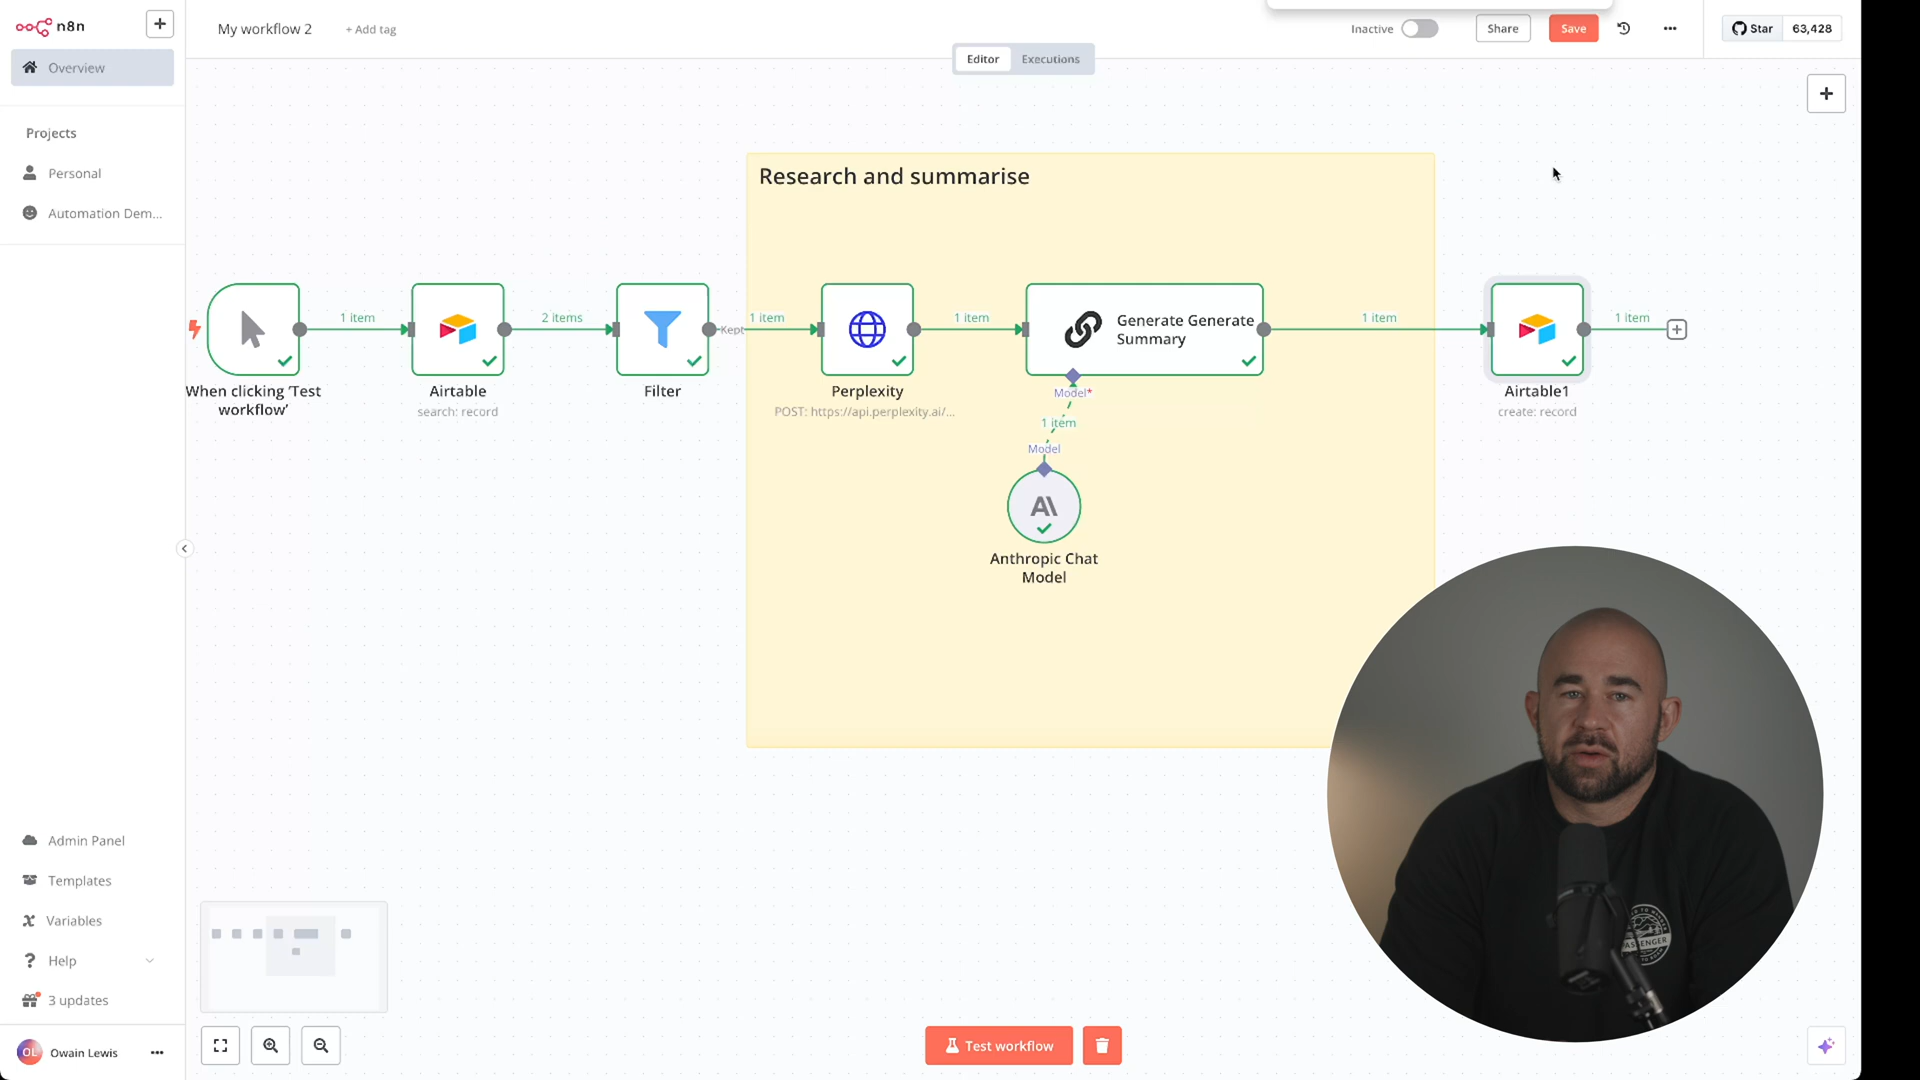 n8n
My workflow 2
+ Add tag
Inactive
Share
Save
Star
63,428
Editor
Executions
Overview
Projects
Personal
Automation Dem...
Research and summarise
1 item
2 items
Kept
1 item
1 item
1 item
1 item
Generate Generate
Summary
When clicking ‘Test
workflow’
Airtable
search: record
Filter
Perplexity
POST: https://api.perplexity.ai/...
Model*
1 item
Model
Airtable1
create: record
Anthropic Chat
Model
Admin Panel
Templates
Variables
Help
3 updates
OL
Owain Lewis
Test workflow